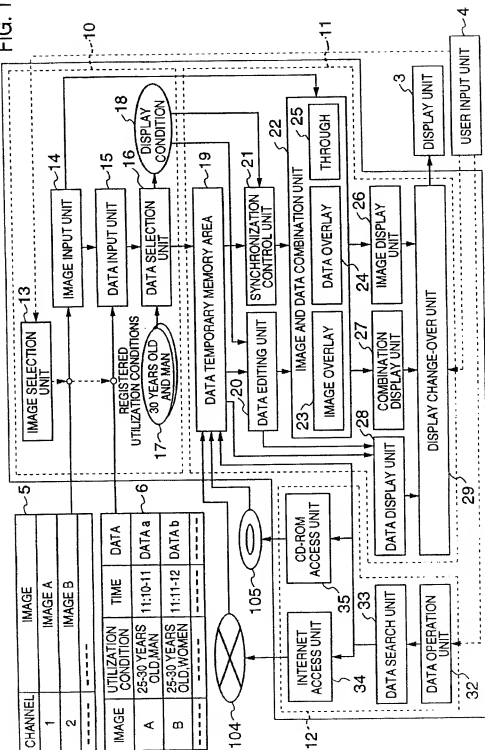 FIG. 1
5
CHANNEL
IMAGE
1
IMAGE A
2
IMAGE B
6
IMAGE
UTILIZATION
CONDITION
TIME
DATA
A
25-30 YEARS
OLD,MAN
11:10-11
DATA a
B
25-30 YEARS
OLD,WOMEN
11:11-12
DATA b
10
13
IMAGE SELECTION
UNIT
14
IMAGE INPUT UNIT
15
DATA INPUT UNIT
REGISTERED
UTILIZATION
CONDITIONS
16
DATA SELECTION
UNIT
30 YEARS OLD
AND MAN
17
18
DISPLAY
CONDITION
11
19
DATA TEMPORARY MEMORY AREA
20
DATA EDITING UNIT
21
SYNCHRONIZATION
CONTROL UNIT
22
IMAGE AND DATA COMBINATION UNIT
23
IMAGE OVERLAY
24
DATA OVERLAY
25
THROUGH
28
DATA DISPLAY UNIT
27
COMBINATION
DISPLAY UNIT
26
IMAGE DISPLAY
UNIT
29
DISPLAY CHANGE-OVER UNIT
3
DISPLAY UNIT
4
USER INPUT UNIT
104
105
12
34
INTERNET ACCESS
UNIT
35
CD-ROM
ACCESS UNIT
33
DATA SEARCH UNIT
32
DATA OPERATION
UNIT